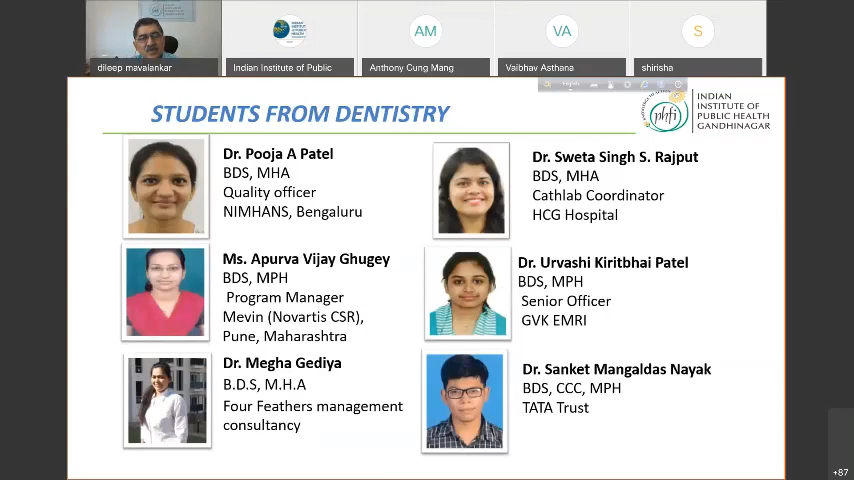 AM
VA
S
dileep mavalankar
Indian Institute of Public
Anthony Cung Mang
Vaibhav Asthana
shirisha
STUDENTS FROM DENTISTRY
phfi
INDIAN
INSTITUTE OF
PUBLIC HEALTH
GANDHINAGAR
Dr. Pooja A Patel
BDS, MHA
Quality officer
NIMHANS, Bengaluru
Dr. Sweta Singh S. Rajput
BDS, MHA
Cathlab Coordinator
HCG Hospital
Ms. Apurva Vijay Ghugey
BDS, MPH
Program Manager
Mevin (Novartis CSR),
Pune, Maharashtra
Dr. Urvashi Kiritbhai Patel
BDS, MPH
Senior Officer
GVK EMRI
Dr. Megha Gediya
B.D.S, M.H.A
Four Feathers management
consultancy
Dr. Sanket Mangaldas Nayak
BDS, CCC, MPH
TATA Trust
+87